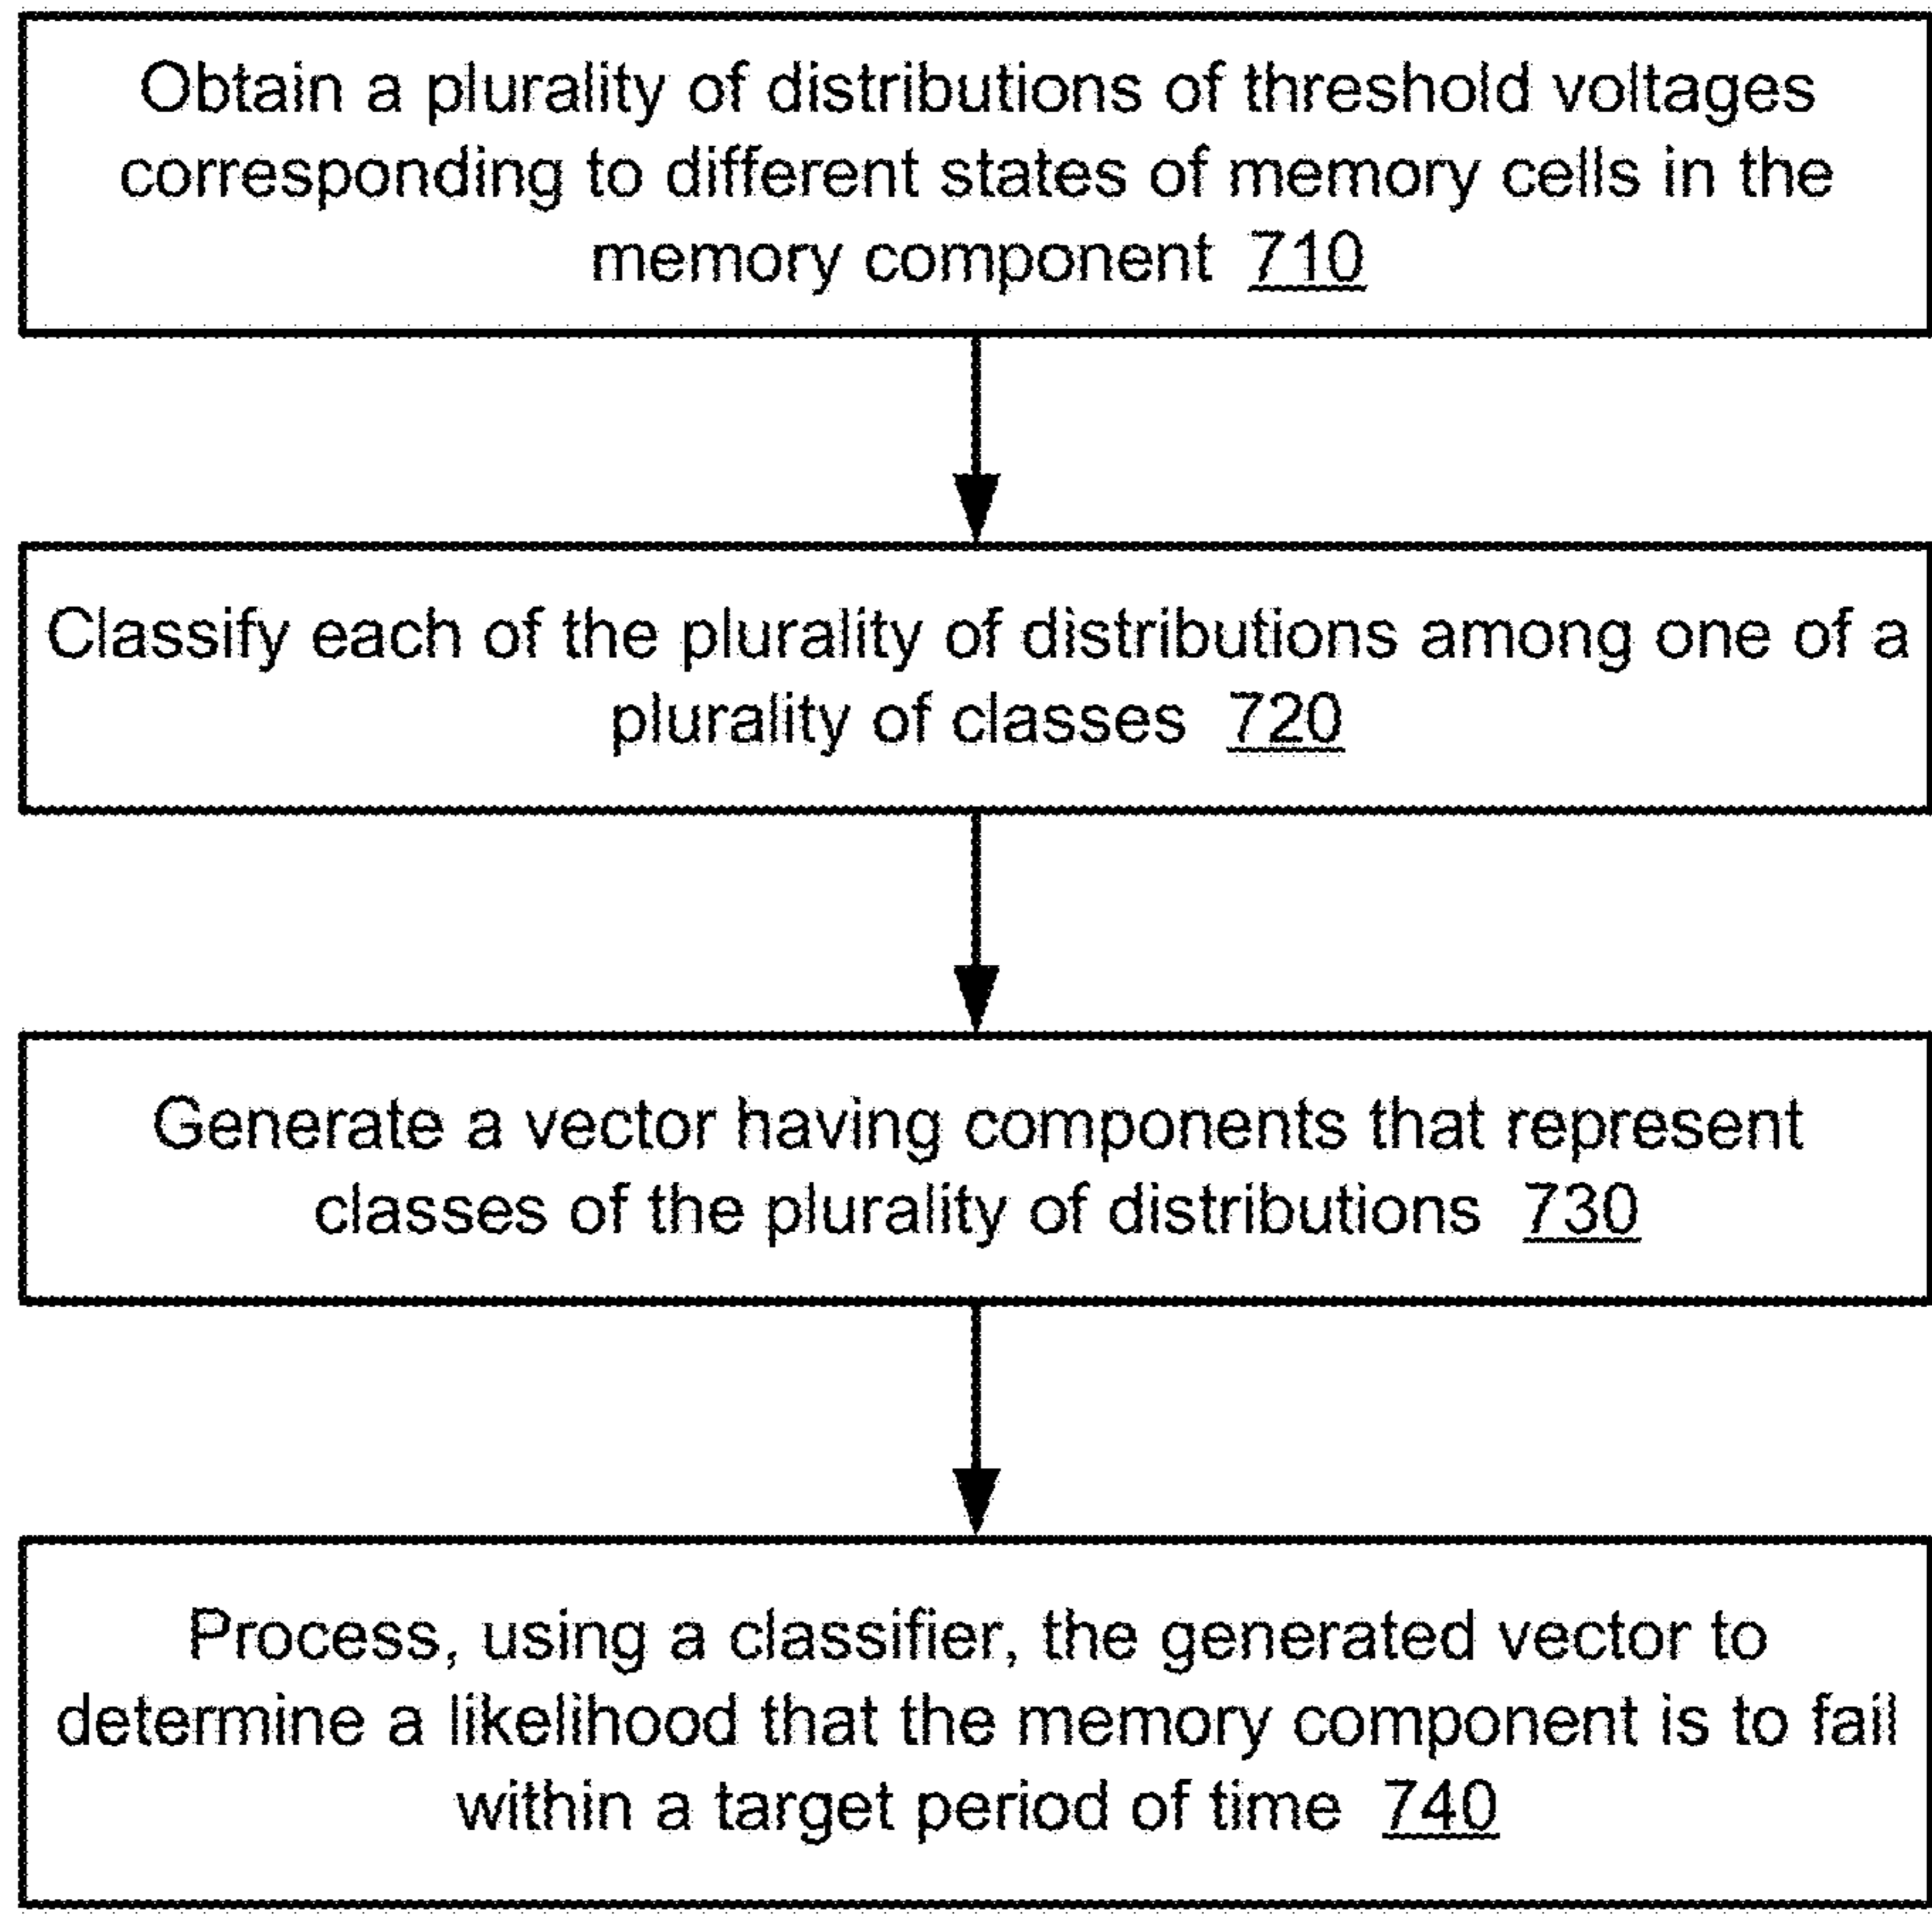 Obtain a plurality of distributions of threshold voltages
corresponding to different states of memory cells in the
memory component 710
Classify each of the plurality of distributions among one of a
plurality of classes 720
Generate a vector having components that represent
classes of the plurality of distributions 730
Process, using a classifier, the generated vector to
determine a likelihood that the memory component is to fail
within a target period of time 740